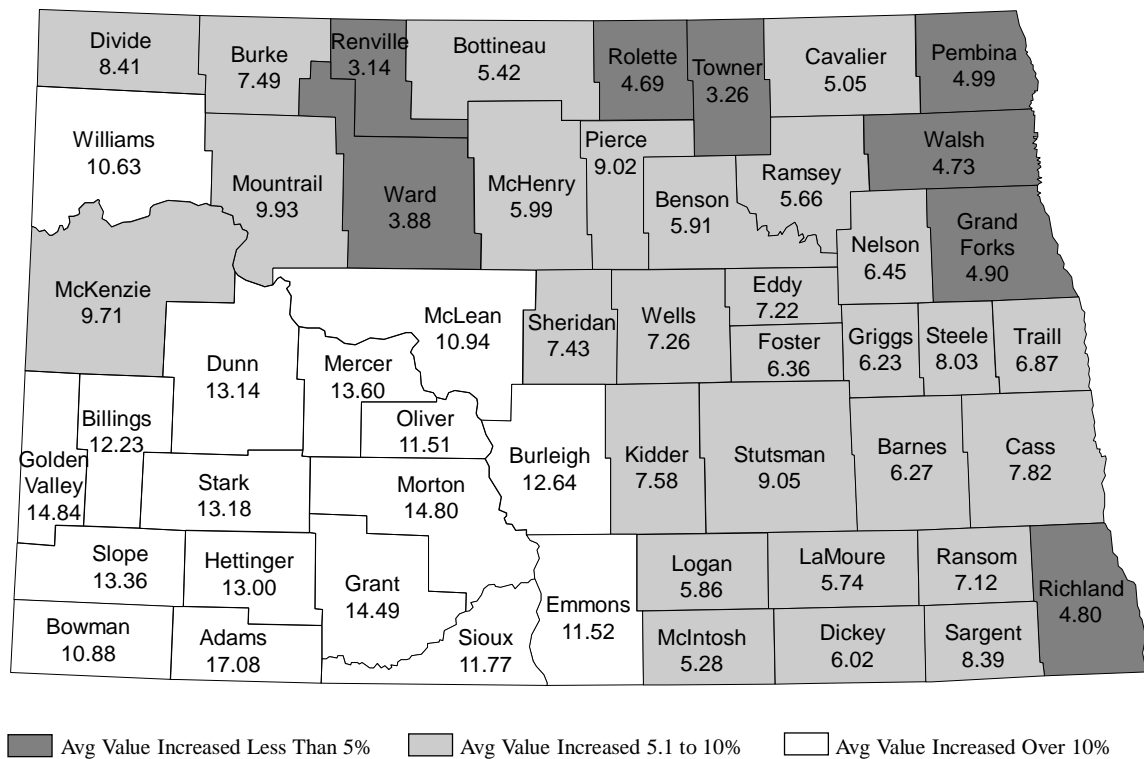 Divide
8.41
Burke
7.49
Renville
3.14
Bottineau
5.42
Rolette
4.69
Towner
3.26
Cavalier
5.05
Pembina
4.99
Williams
10.63
Mountrail
9.93
Ward
3.88
McHenry
5.99
Pierce
9.02
Benson
5.91
Ramsey
5.66
Walsh
4.73
Nelson
6.45
Grand
Forks
4.90
McKenzie
9.71
Dunn
13.14
Mercer
13.60
McLean
10.94
Sheridan
7.43
Wells
7.26
Eddy
7.22
Foster
6.36
Griggs
6.23
Steele
8.03
Traill
6.87
Golden
Valley
14.84
Billings
12.23
Oliver
11.51
Stark
13.18
Morton
14.80
Burleigh
12.64
Kidder
7.58
Stutsman
9.05
Barnes
6.27
Cass
7.82
Slope
13.36
Hettinger
13.00
Grant
14.49
Bowman
10.88
Adams
17.08
Sioux
11.77
Emmons
11.52
Logan
5.86
LaMoure
5.74
Ransom
7.12
Richland
4.80
McIntosh
5.28
Dickey
6.02
Sargent
8.39
Avg Value Increased Less Than 5%
Avg Value Increased 5.1 to 10%
Avg Value Increased Over 10%